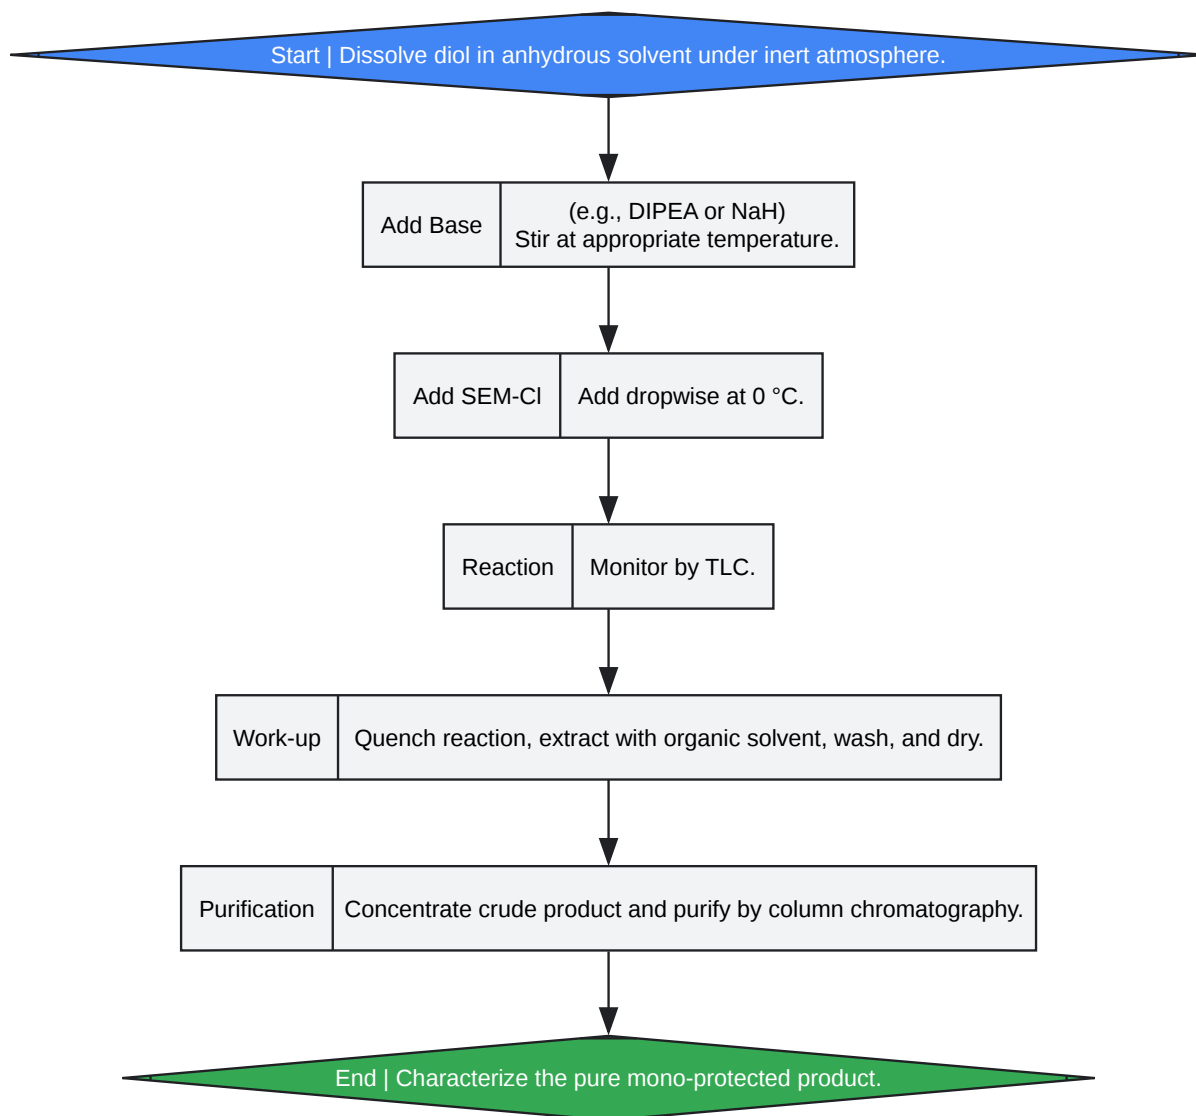 Start | Dissolve diol in anhydrous solvent under inert atmosphere.
Add Base
(e.g., DIPEA or NaH)
Stir at appropriate temperature.
Add SEM-Cl
Add dropwise at 0 °C.
Reaction
Monitor by TLC.
Work-up
Quench reaction, extract with organic solvent, wash, and dry.
Purification
Concentrate crude product and purify by column chromatography.
End | Characterize the pure mono-protected product.